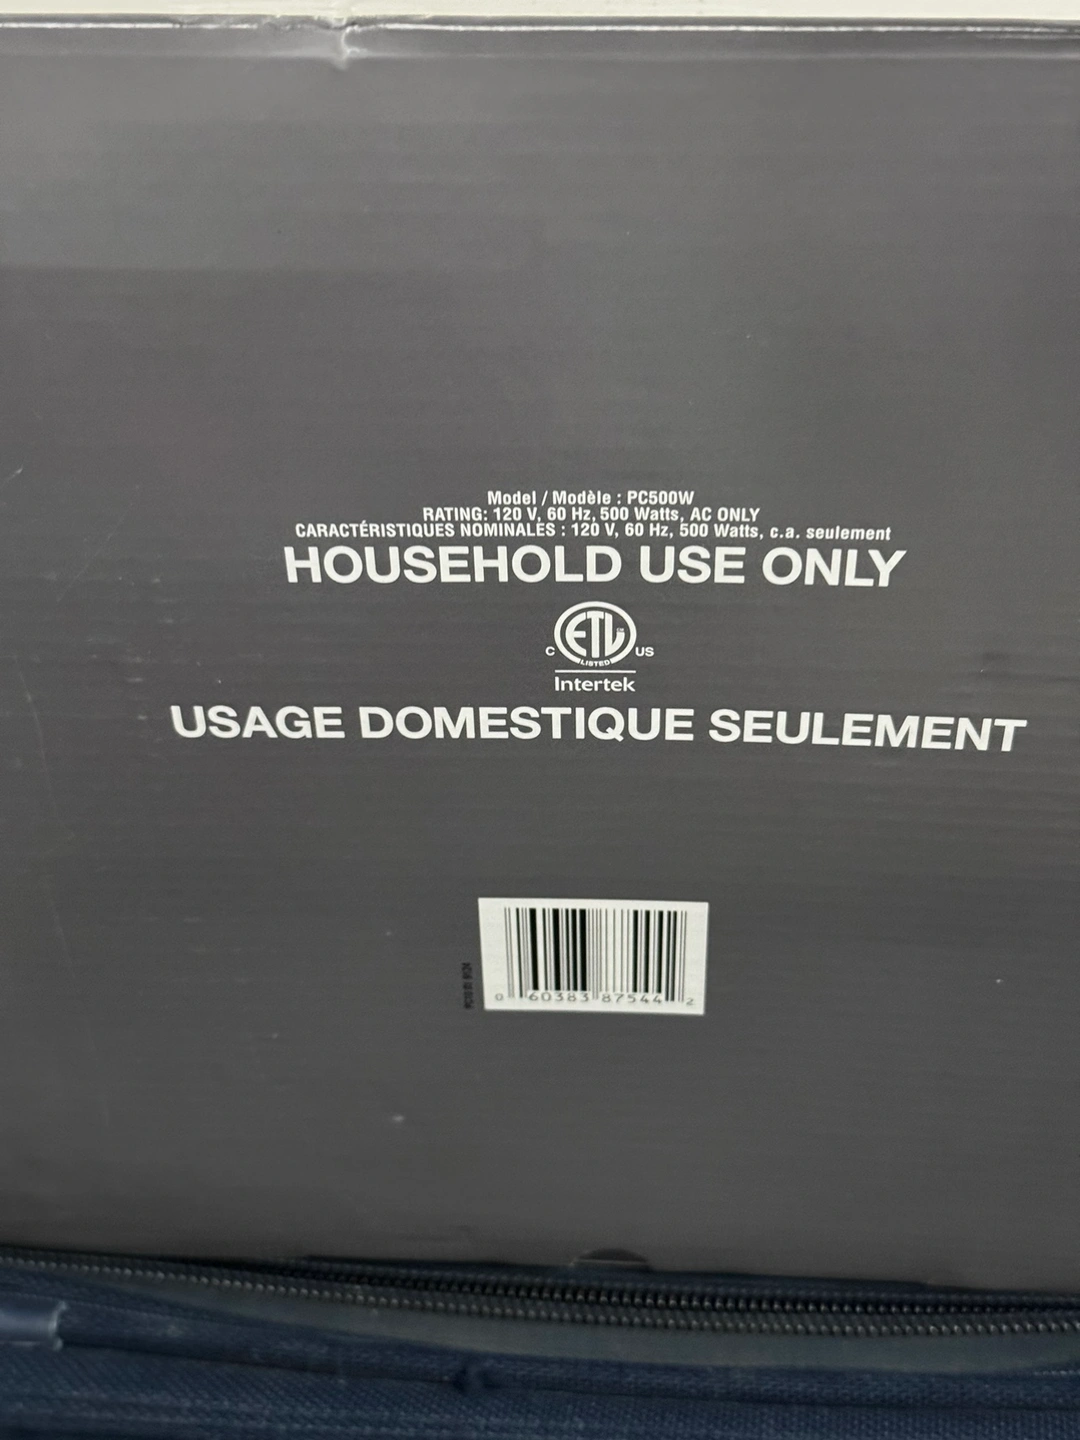 Model / Modèle : PC500W
RATING: 120 V, 60 Hz, 500 Watts, AC ONLY
CARACTÉRISTIQUES NOMINALES : 120 V, 60 Hz, 500 Watts, c.a. seulement
HOUSEHOLD USE ONLY
ETL
C US
LISTED
Intertek
USAGE DOMESTIQUE SEULEMENT
0 60383 87544 2